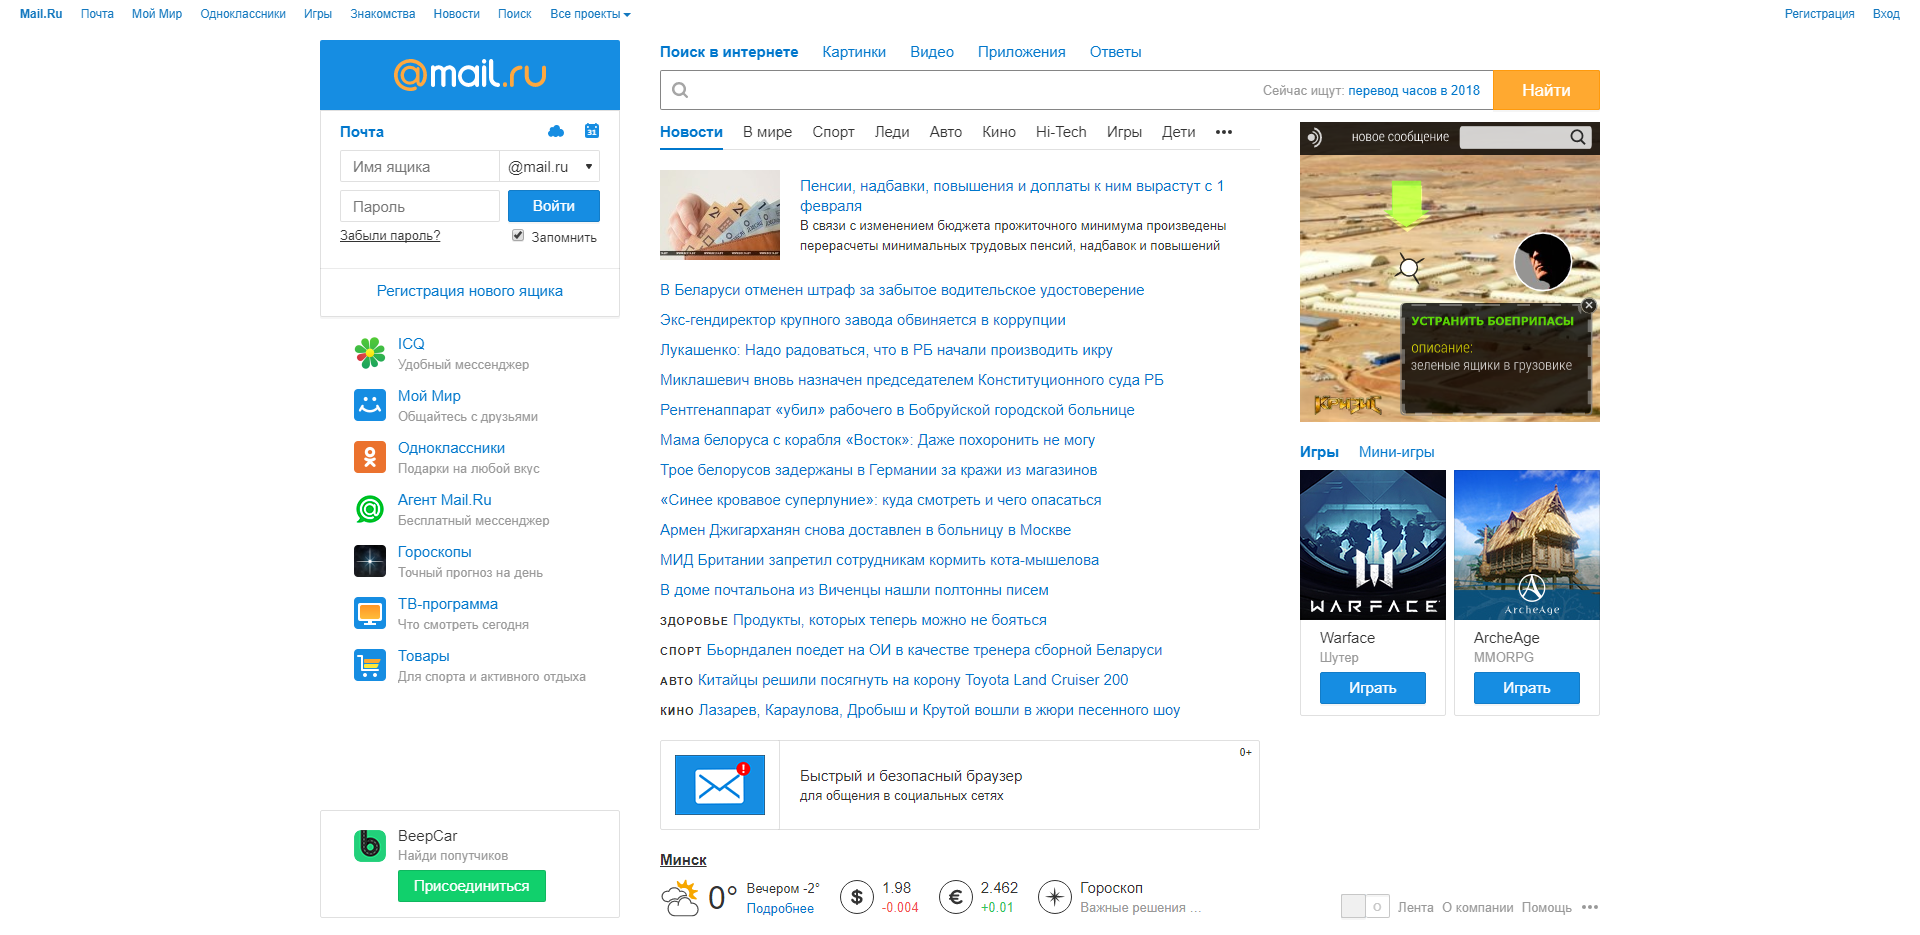 Mail.Ru Почта Мой Мир Одноклассники Игры Знакомства Новости Поиск Все проекты
Регистрация Вход
@mail.ru
Почта
31
Имя ящика
@mail.ru
Пароль
Войти
Забыли пароль?
Запомнить
Регистрация нового ящика
ICQ
Удобный мессенджер
Мой Мир
Общайтесь с друзьями
Одноклассники
Подарки на любой вкус
Агент Mail.Ru
Бесплатный мессенджер
Гороскопы
Точный прогноз на день
ТВ-программа
Что смотреть сегодня
Товары
Для спорта и активного отдыха
BeepCar
Найди попутчиков
Присоединиться
Поиск в интернете Картинки Видео Приложения Ответы
Сейчас ищут: перевод часов в 2018
Найти
Новости В мире Спорт Леди Авто Кино Hi-Tech Игры Дети •••
Пенсии, надбавки, повышения и доплаты к ним вырастут с 1
февраля
В связи с изменением бюджета прожиточного минимума произведены
перерасчеты минимальных трудовых пенсий, надбавок и повышений
В Беларуси отменен штраф за забытое водительское удостоверение
Экс-гендиректор крупного завода обвиняется в коррупции
Лукашенко: Надо радоваться, что в РБ начали производить икру
Миклашевич вновь назначен председателем Конституционного суда РБ
Рентгенаппарат «убил» рабочего в Бобруйской городской больнице
Мама белоруса с корабля «Восток»: Даже похоронить не могу
Трое белорусов задержаны в Германии за кражи из магазинов
«Синее кровавое суперлуние»: куда смотреть и чего опасаться
Армен Джигарханян снова доставлен в больницу в Москве
МИД Британии запретил сотрудникам кормить кота-мышелова
В доме почтальона из Виченцы нашли полтонны писем
ЗДОРОВЬЕ Продукты, которых теперь можно не бояться
СПОРТ Бьорндален поедет на ОИ в качестве тренера сборной Беларуси
АВТО Китайцы решили посягнуть на корону Toyota Land Cruiser 200
КИНО Лазарев, Караулова, Дробыш и Крутой вошли в жюри песенного шоу
0+
Быстрый и безопасный браузер
для общения в социальных сетях
Минск
0°
Вечером -2°
Подробнее
$
1.98
-0.004
€
2.462
+0.01
Гороскоп
Важные решения ...
новое сообщение
УСТРАНИТЬ БОЕПРИПАСЫ
описание:
зеленые ящики в грузовике
Кризис
Игры Мини-игры
WARFACE
Warface
Шутер
Играть
ArcheAge
ArcheAge
MMORPG
Играть
Лента О компании Помощь •••